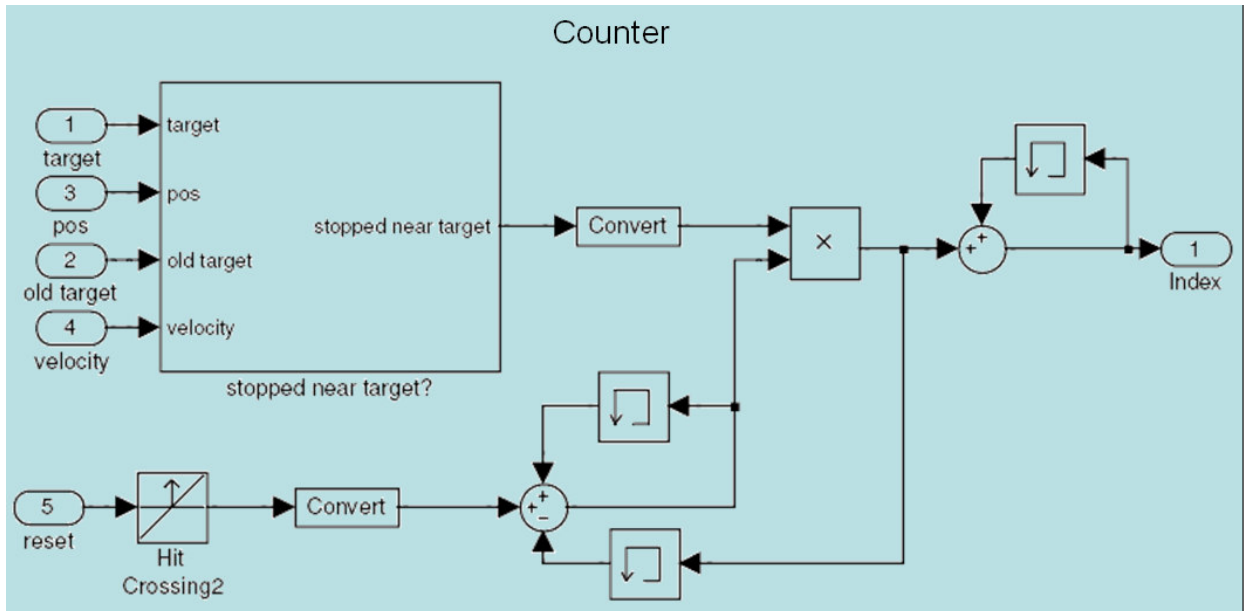 Counter
1
target
target
3
pos
pos
stopped near target
Convert
×
2
old target
old target
1
Index
4
velocity
velocity
stopped near target?
5
reset
Hit
Crossing2
Convert
+
+
−
+
+